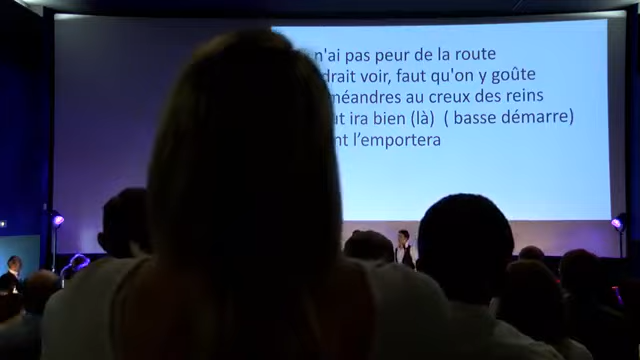 n'ai pas peur de la route
voir, faut qu'on y goûte
méandres au creux des reins
ira bien (là) ( basse démarre)
l’emportera